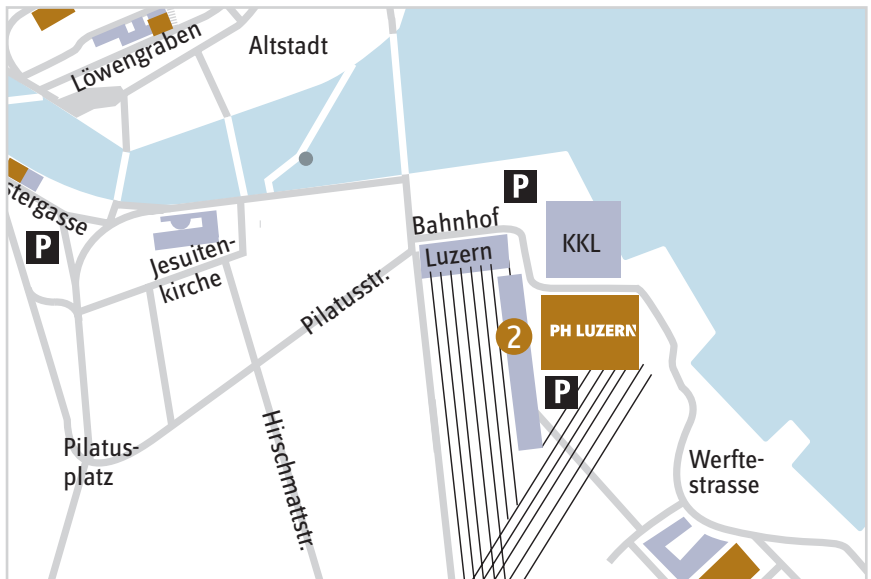 Altstadt
Löwengraben
P
stergasse
P
Jesuiten-
kirche
Bahnhof
Luzern
KKL
Pilatusstr.
2
PH LUZERN
P
Hirschmattstr.
Pilatus-
platz
Werfte-
strasse